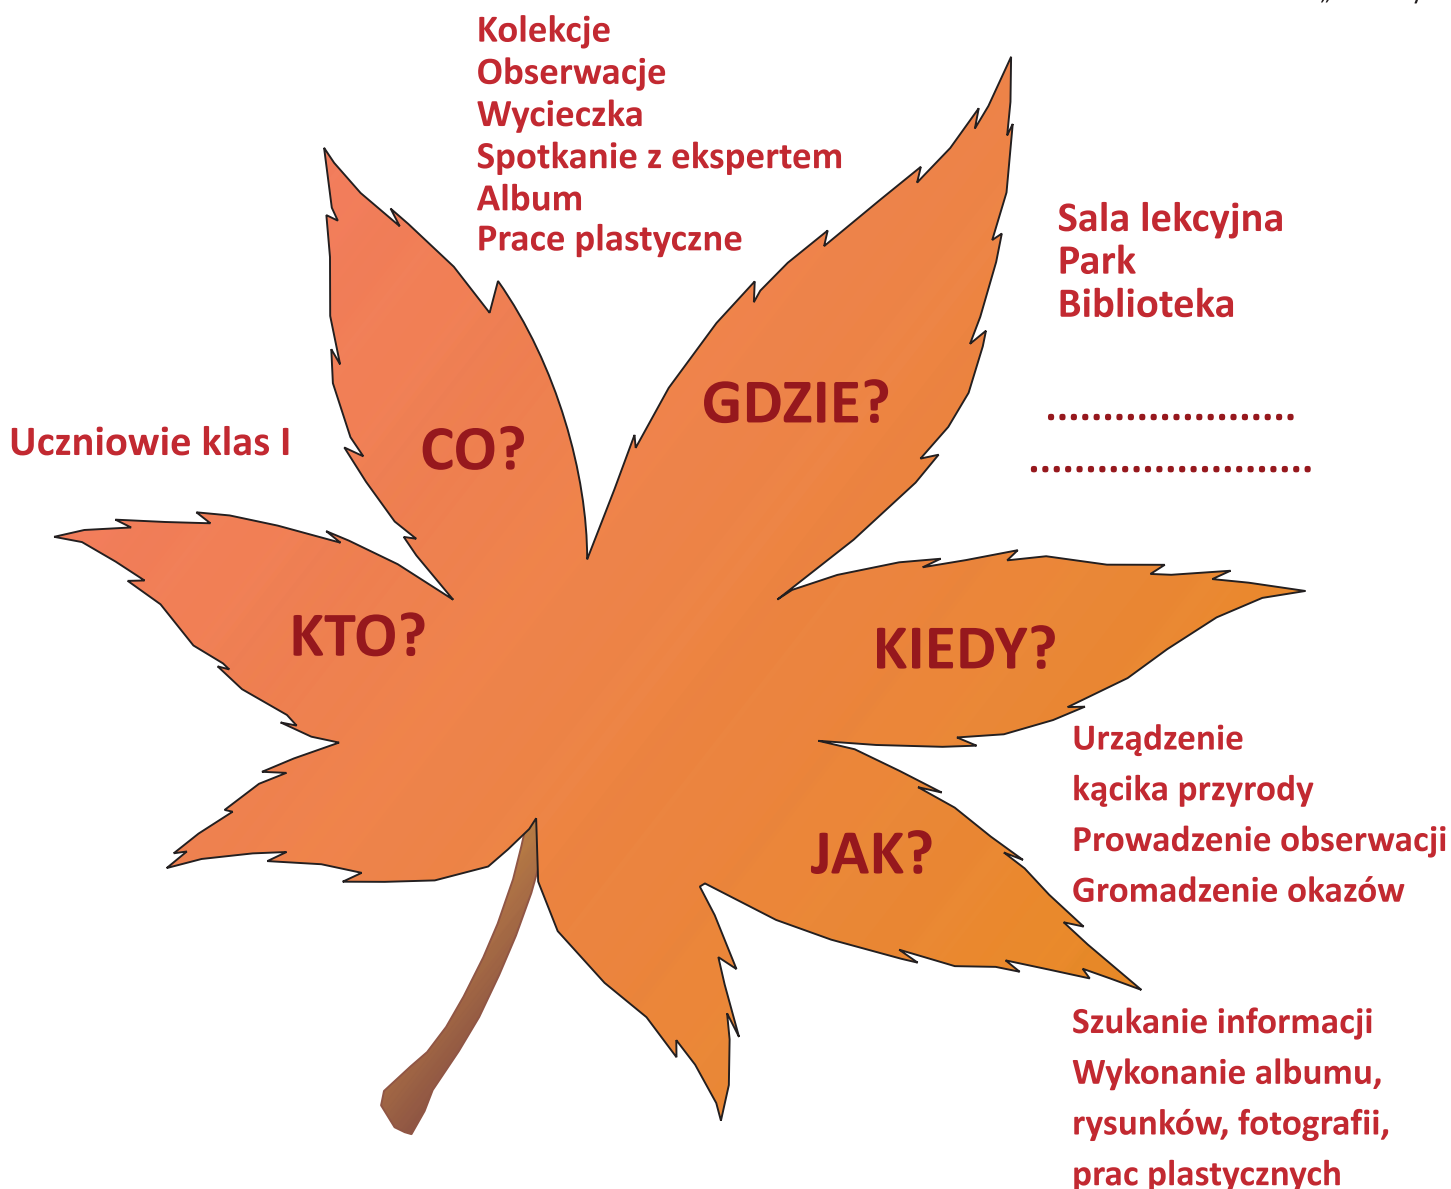 Kolekcje
Obserwacje
Wycieczka
Spotkanie z ekspertem
Album
Prace plastyczne
Sala lekcyjna
Park
Biblioteka
........................
...........................
GDZIE?
Uczniowie klas I
CO?
KTO?
KIEDY?
Urządzenie
kącika przyrody
Prowadzenie obserwacji
Gromadzenie okazów
JAK?
Szukanie informacji
Wykonanie albumu,
rysunków, fotografii,
prac plastycznych